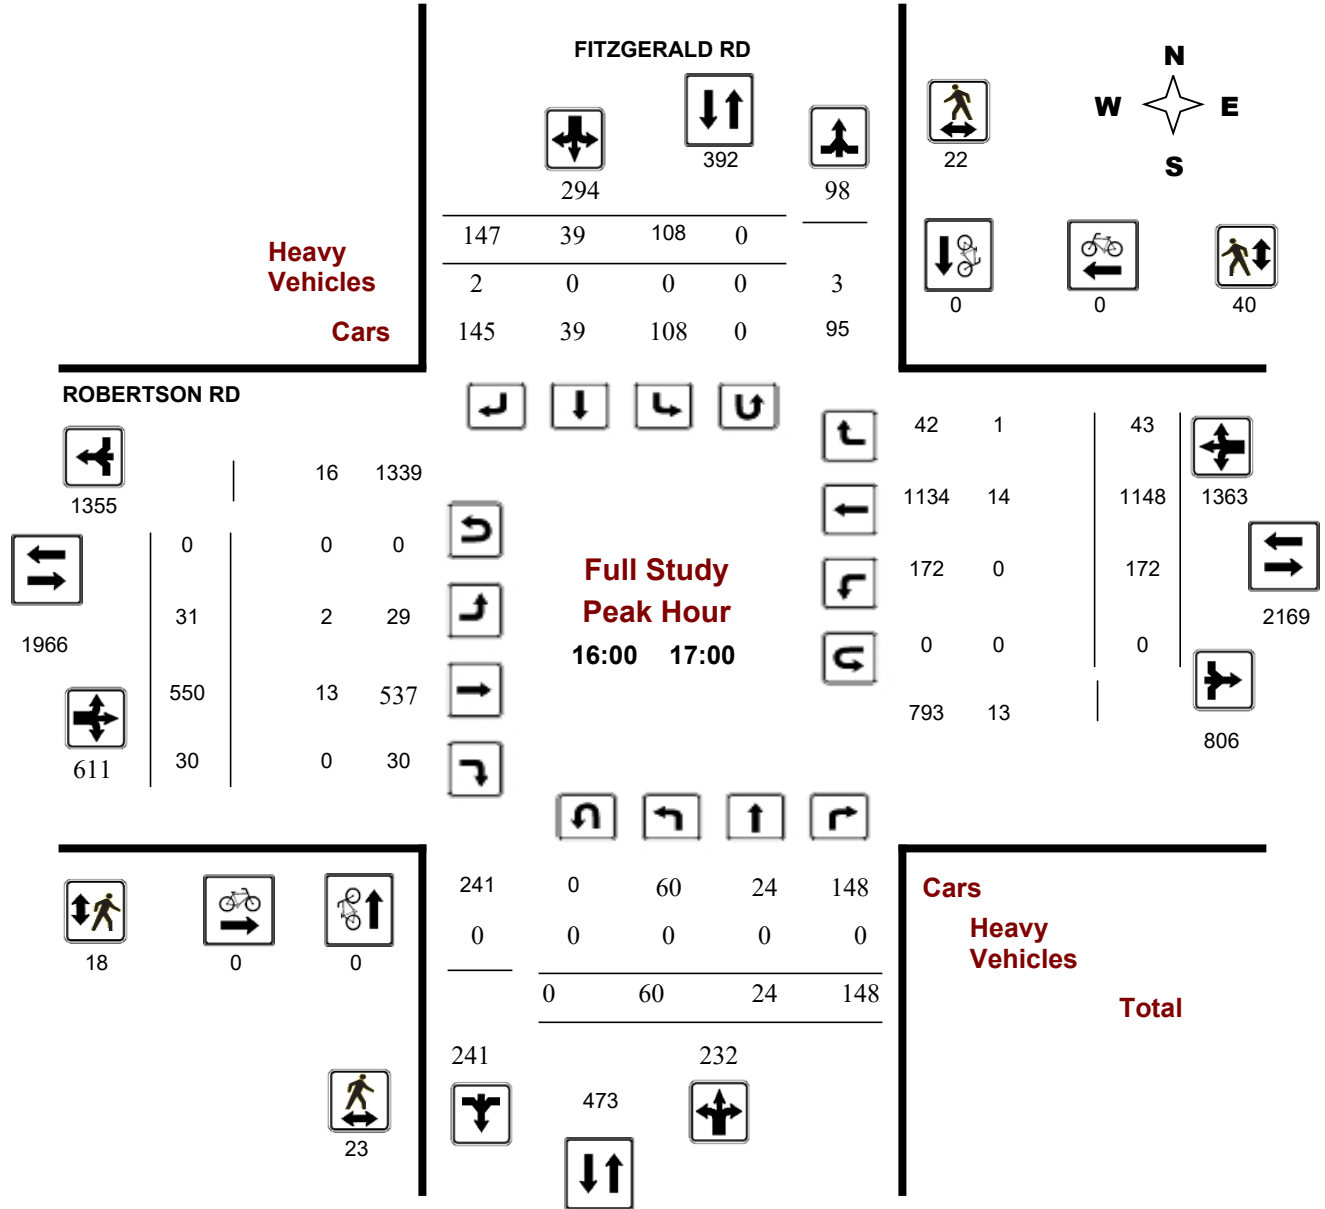 FITZGERALD RD
N
W E
S
392
22
294
98
147 39 108 0
Heavy
Vehicles
2 0 0 0 3
0 0 40
Cars
145 39 108 0 95
ROBERTSON RD
42 1 43
16 1339
1355
1134 14 1148 1363
0 0 0
Full Study
172 0 172
Peak Hour
31 2 29
2169
1966
16:00 17:00
0 0 0
550 13 537
793 13
806
611
30 0 30
241 0 60 24 148
Cars
0 0 0 0 0
Heavy
Vehicles
18 0 0
0 60 24 148
Total
241 232
473
23